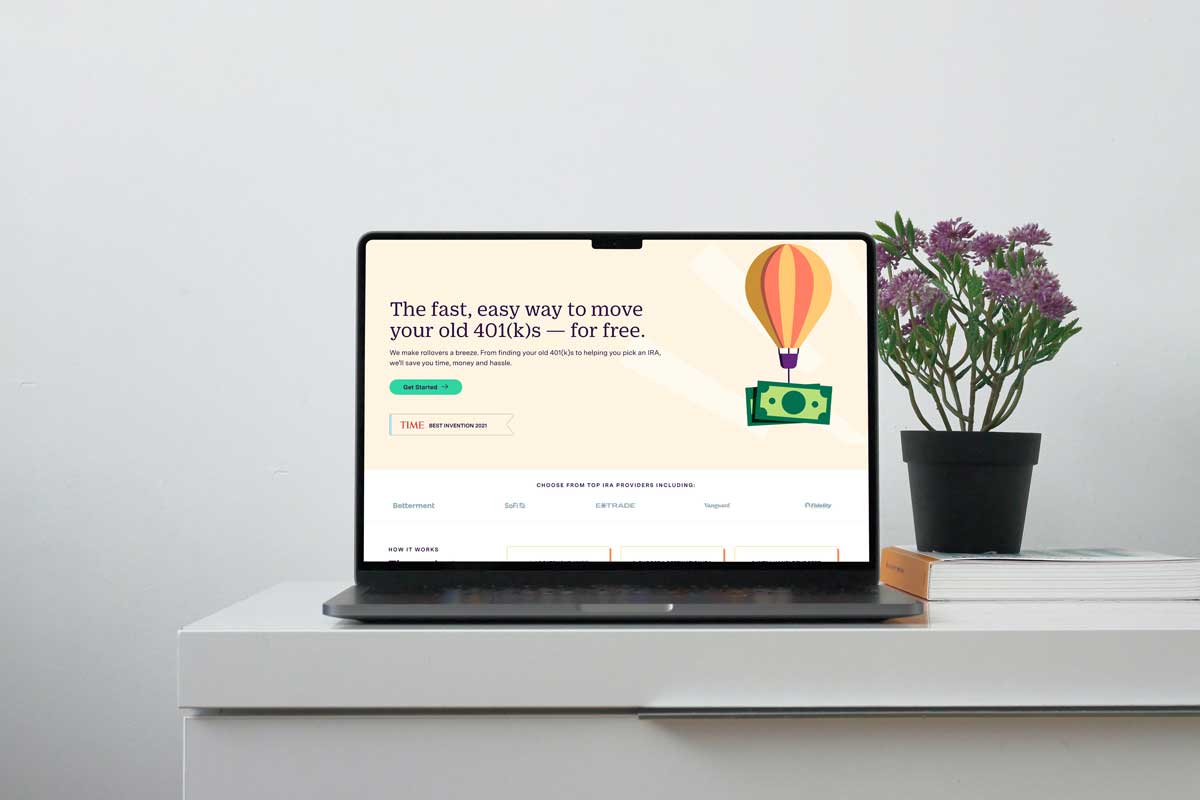 The fast, easy way to move
your old 401(k)s — for free.
We make rollovers a breeze. From finding your old 401(k)s to helping you pick an IRA,
we'll save you time, money and hassle.
Get Started →
TIME BEST INVENTION 2021
CHOOSE FROM TOP IRA PROVIDERS INCLUDING:
Betterment SoFi E*TRADE Vanguard Fidelity
HOW IT WORKS